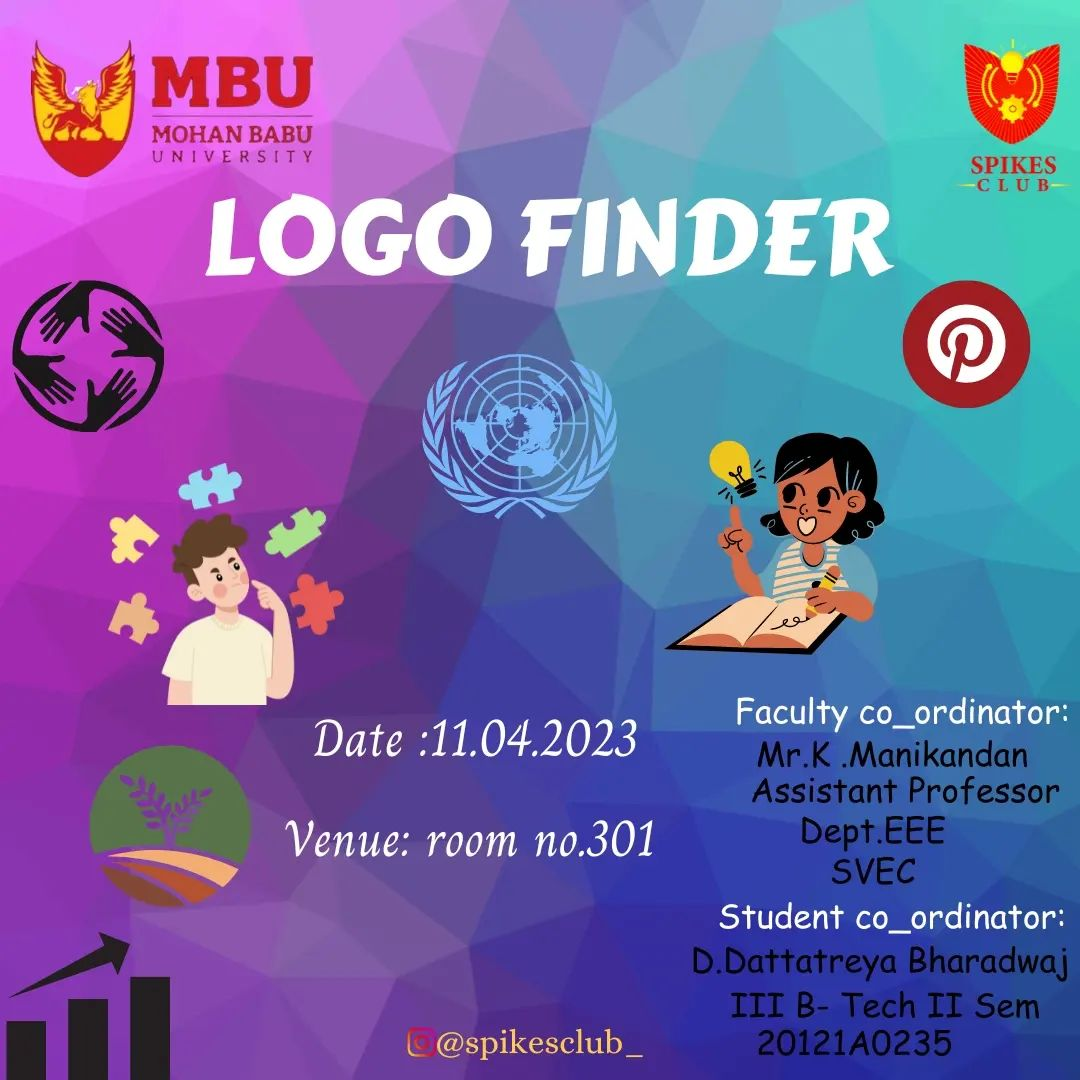 MBU
MOHAN BABU
UNIVERSITY
SPIKES
CLUB
LOGO FINDER
Date :11.04.2023
Venue: room no.301
Faculty co_ordinator:
Mr.K .Manikandan
Assistant Professor
Dept.EEE
SVEC
Student co_ordinator:
D.Dattatreya Bharadwaj
III B- Tech II Sem
20121A0235
@spikesclub_